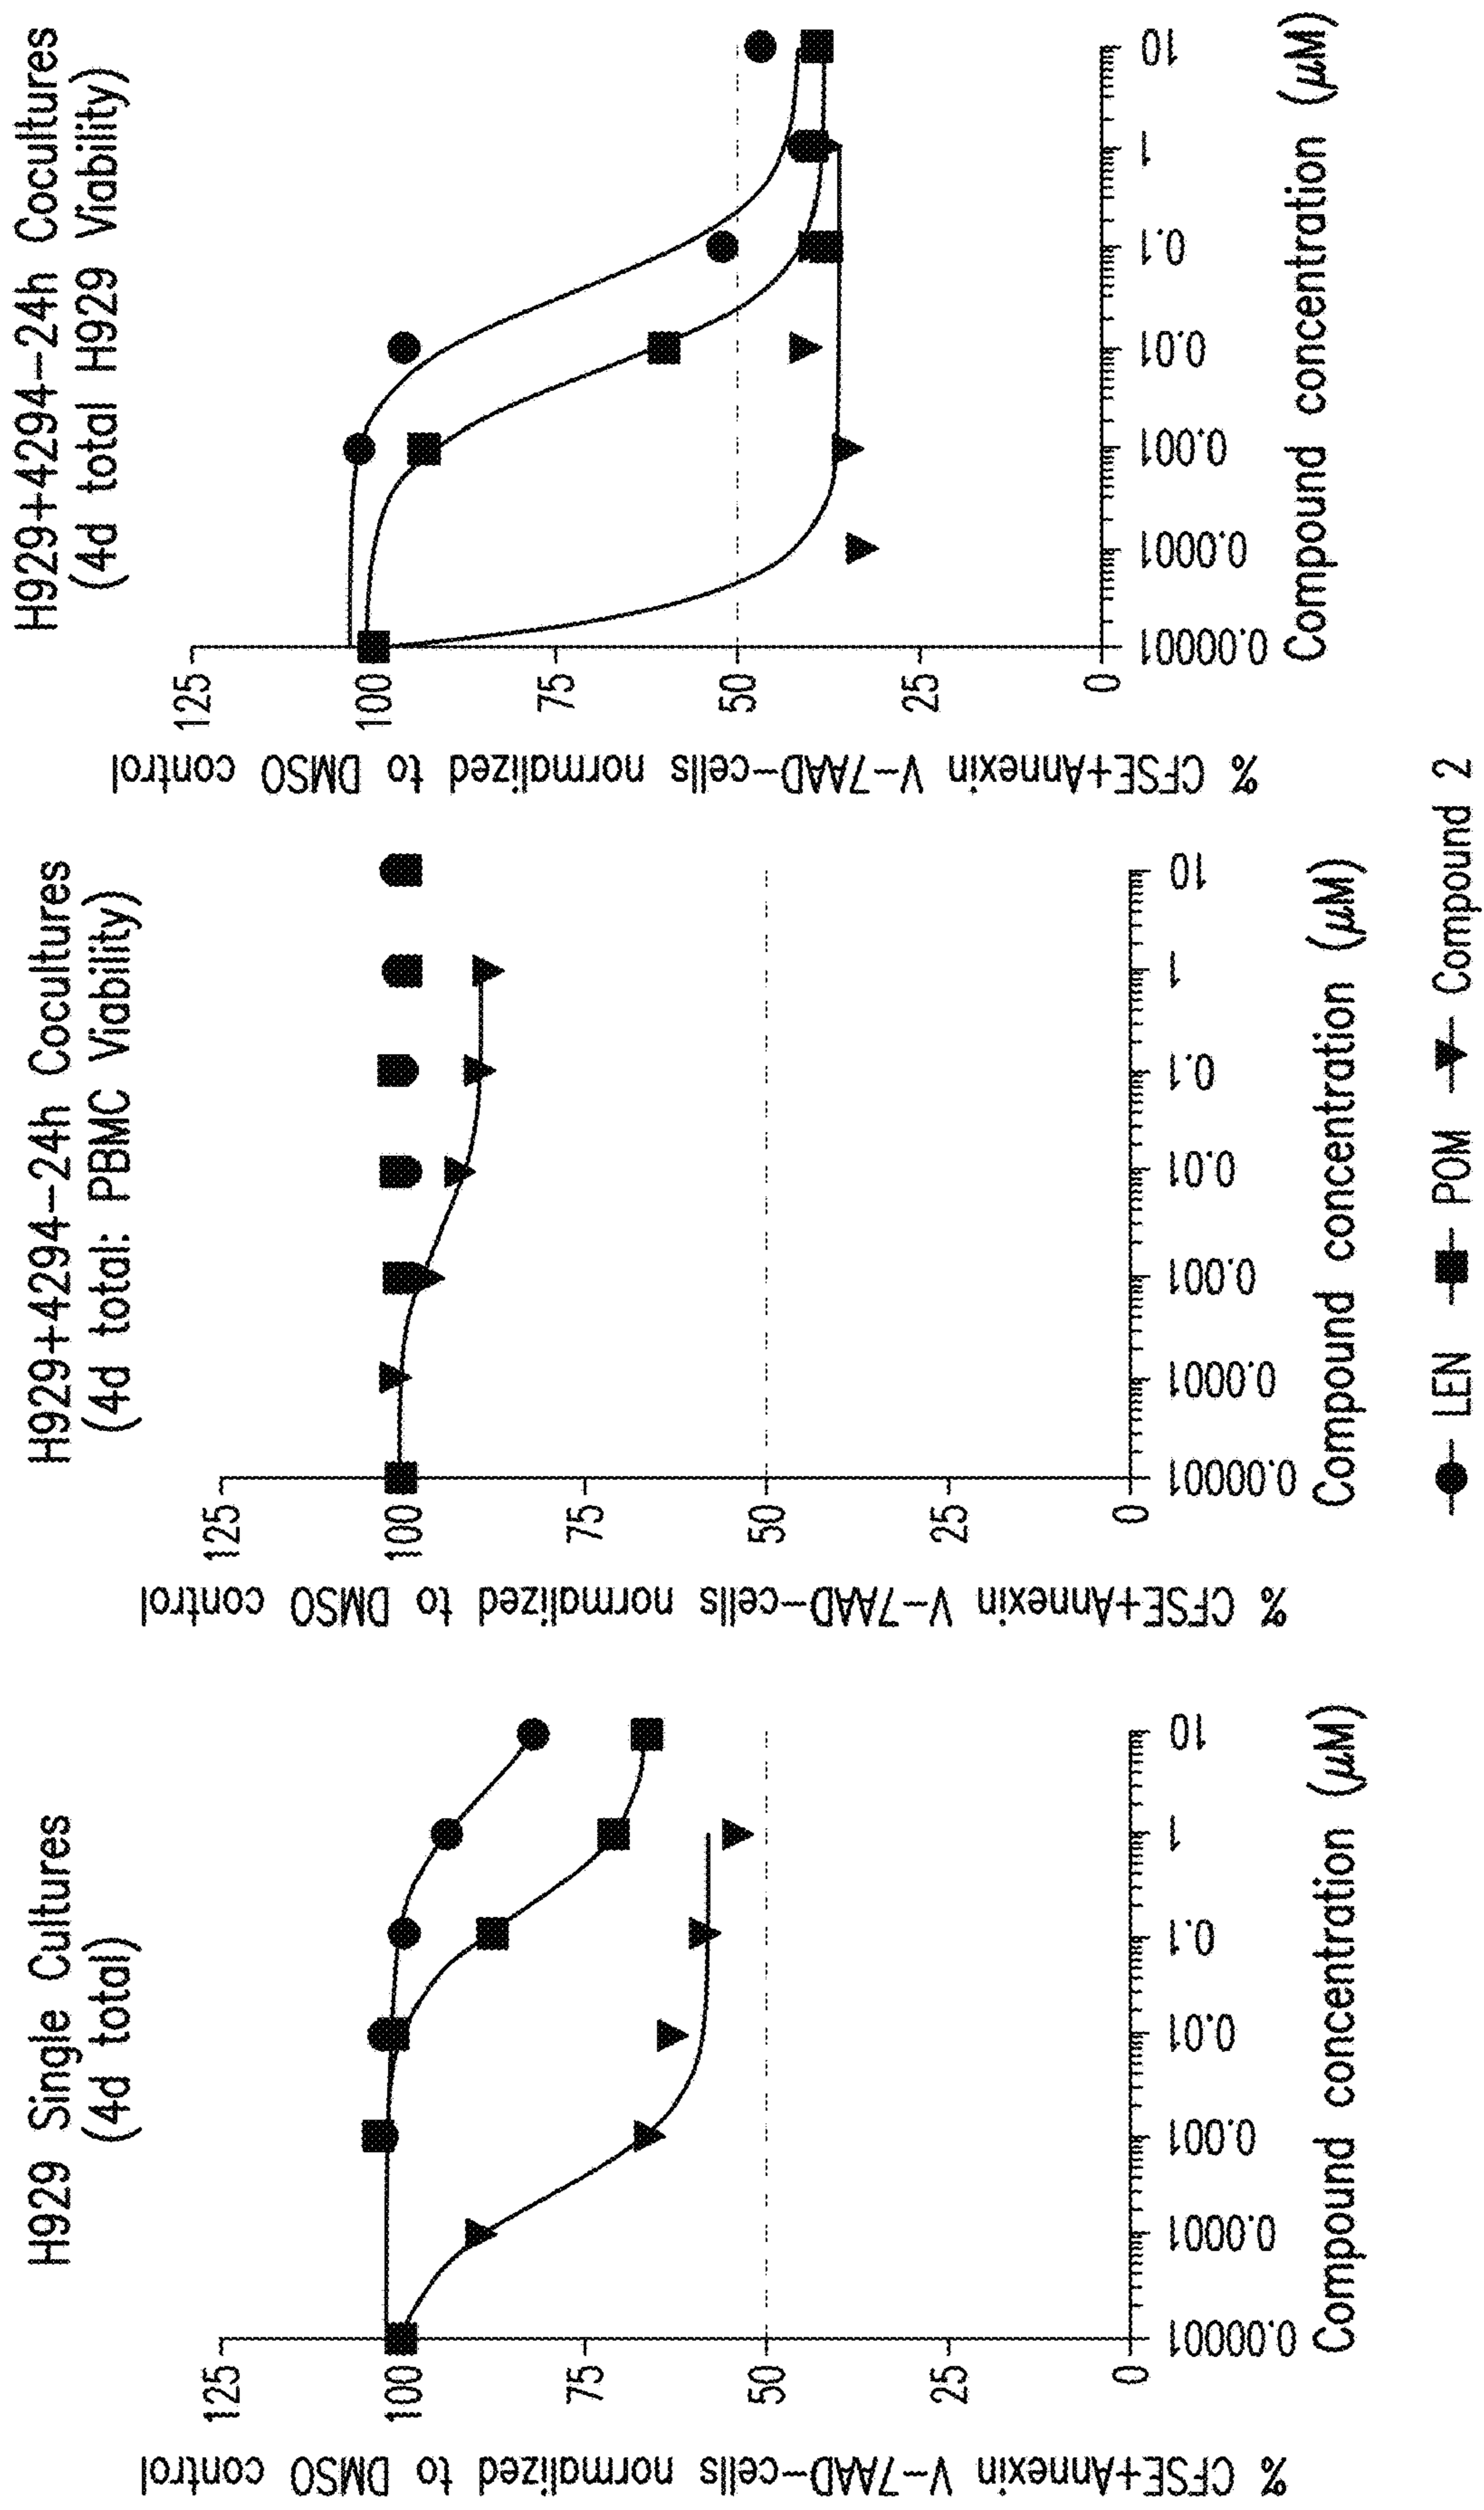 H929 Single Cultures
(4d total)
% CFSE+Annexin V-7AAD-cells normalized to DMSO
control
125
100
75
50
25
0
0.00001
0.0001
0.001
0.01
0.1
1
10
Compound concentration (μM)
H929+4294-24h Cocultures
(4d total: PBMC Viability)
% CFSE+Annexin V-7AAD-cells normalized to DMSO
control
125
100
75
50
25
0
0.00001
0.0001
0.001
0.01
0.1
1
10
Compound concentration (μM)
H929+4294-24h Cocultures
(4d total H929 Viability)
% CFSE+Annexin V-7AAD-cells normalized to DMSO
control
125
100
75
50
25
0
0.00001
0.0001
0.001
0.01
0.1
1
10
Compound concentration (μM)
LEN
POM
Compound 2